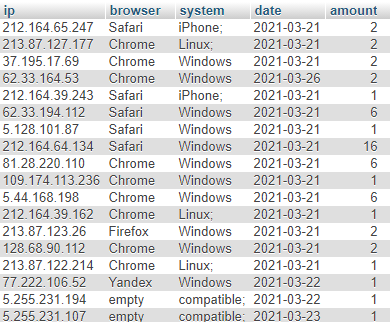 ip browser system date amount
212.164.65.247 Safari iPhone; 2021-03-21 2
213.87.127.177 Chrome Linux; 2021-03-21 2
37.195.17.69 Chrome Windows 2021-03-21 2
62.33.164.53 Chrome Windows 2021-03-26 2
212.164.39.243 Safari iPhone; 2021-03-21 1
62.33.194.112 Safari Windows 2021-03-21 6
5.128.101.87 Safari Windows 2021-03-21 1
212.164.64.134 Safari Windows 2021-03-21 16
81.28.220.110 Chrome Windows 2021-03-21 6
109.174.113.236 Chrome Windows 2021-03-21 1
5.44.168.198 Chrome Windows 2021-03-21 6
212.164.39.162 Chrome Linux; 2021-03-21 1
213.87.123.26 Firefox Windows 2021-03-21 2
128.68.90.112 Chrome Windows 2021-03-21 2
213.87.122.214 Chrome Linux; 2021-03-21 1
77.222.106.52 Yandex Windows 2021-03-22 1
5.255.231.194 empty compatible; 2021-03-22 1
5.255.231.107 empty compatible; 2021-03-23 1